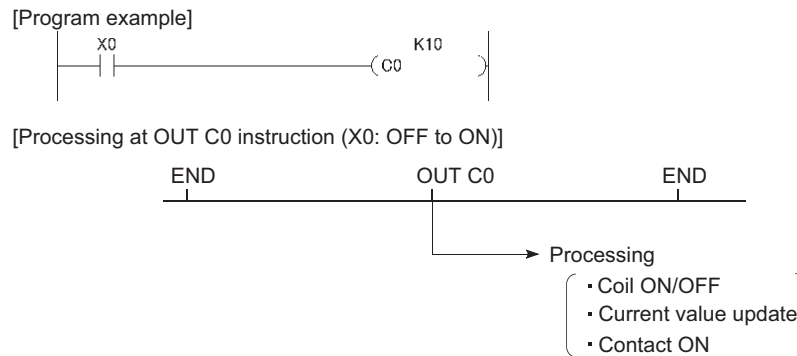 [Program example]
X0 K10
C0
[Processing at OUT C0 instruction (X0: OFF to ON)]
END OUT C0 END
Processing
▪ Coil ON/OFF
▪ Current value update
▪ Contact ON